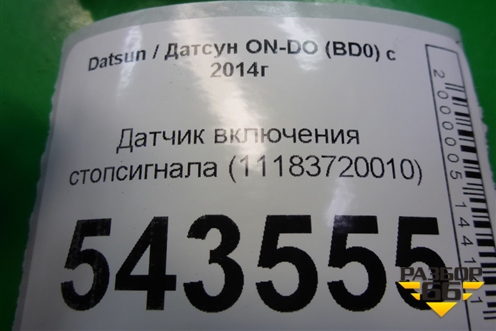 Datsun / Датсун ON-DO (BD0) с
2014г
Датчик включения
стопсигнала (11183720010)
543555
РАЗБОР
66